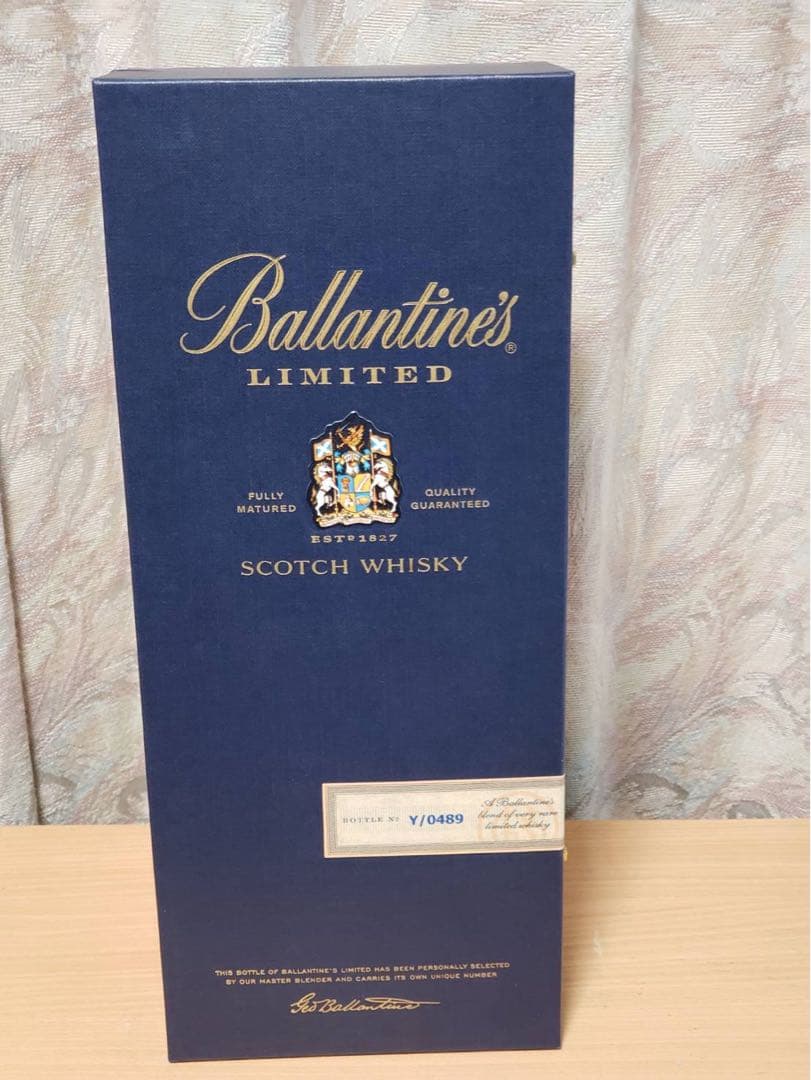 Ballantine's®
LIMITED
FULLY
MATURED
QUALITY
GUARANTEED
ESTD 1827
SCOTCH WHISKY
BOTTLE No Y/0489
A Ballantine's
blend of very rare
limited whisky
THIS BOTTLE OF BALLANTINE'S LIMITED HAS BEEN PERSONALLY SELECTED
BY OUR MASTER BLENDER AND CARRIES ITS OWN UNIQUE NUMBER
Geo Ballantine